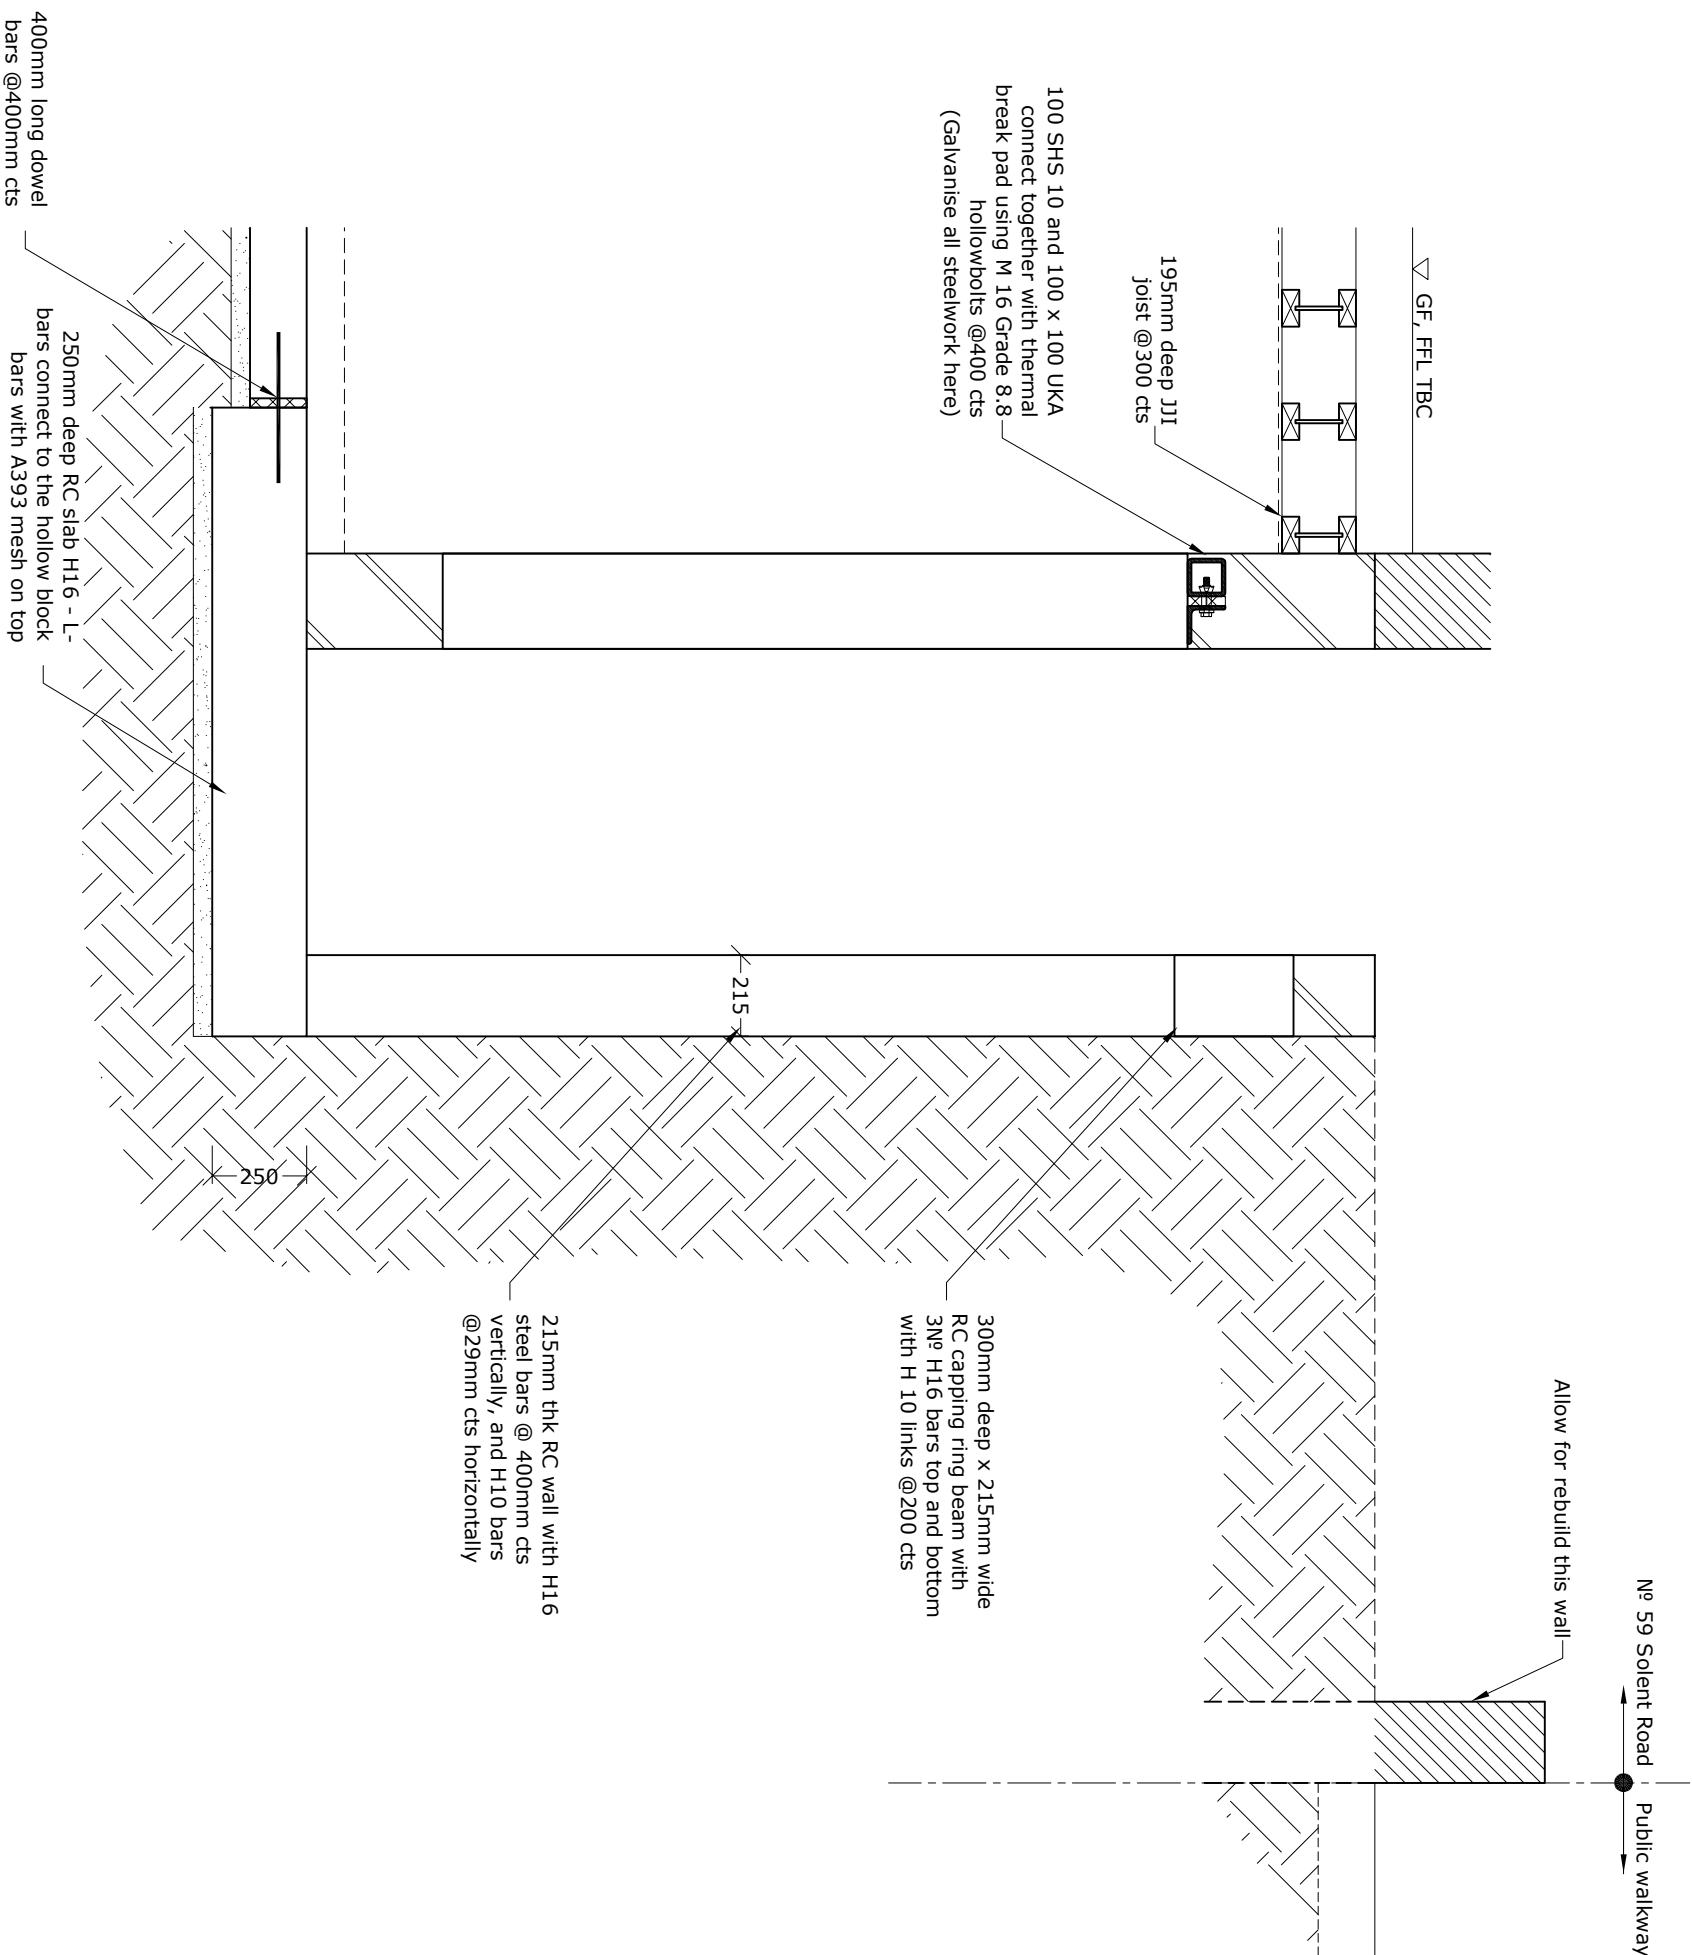 Nº 59 Solent Road
Public walkway
Allow for rebuild this wall
GF, FFL TBC
195mm deep JJI
joist @300 cts
100 SHS 10 and 100 x 100 UKA
connect together with thermal
break pad using M 16 Grade 8.8
hollowbolts @400 cts
(Galvanise all steelwork here)
300mm deep x 215mm wide
RC capping ring beam with
3Nº H16 bars top and bottom
with H 10 links @200 cts
215
215mm thk RC wall with H16
steel bars @ 400mm cts
vertically, and H10 bars
@29mm cts horizontally
250
400mm long dowel
bars @400mm cts
250mm deep RC slab H16 - L-
bars connect to the hollow block
bars with A393 mesh on top